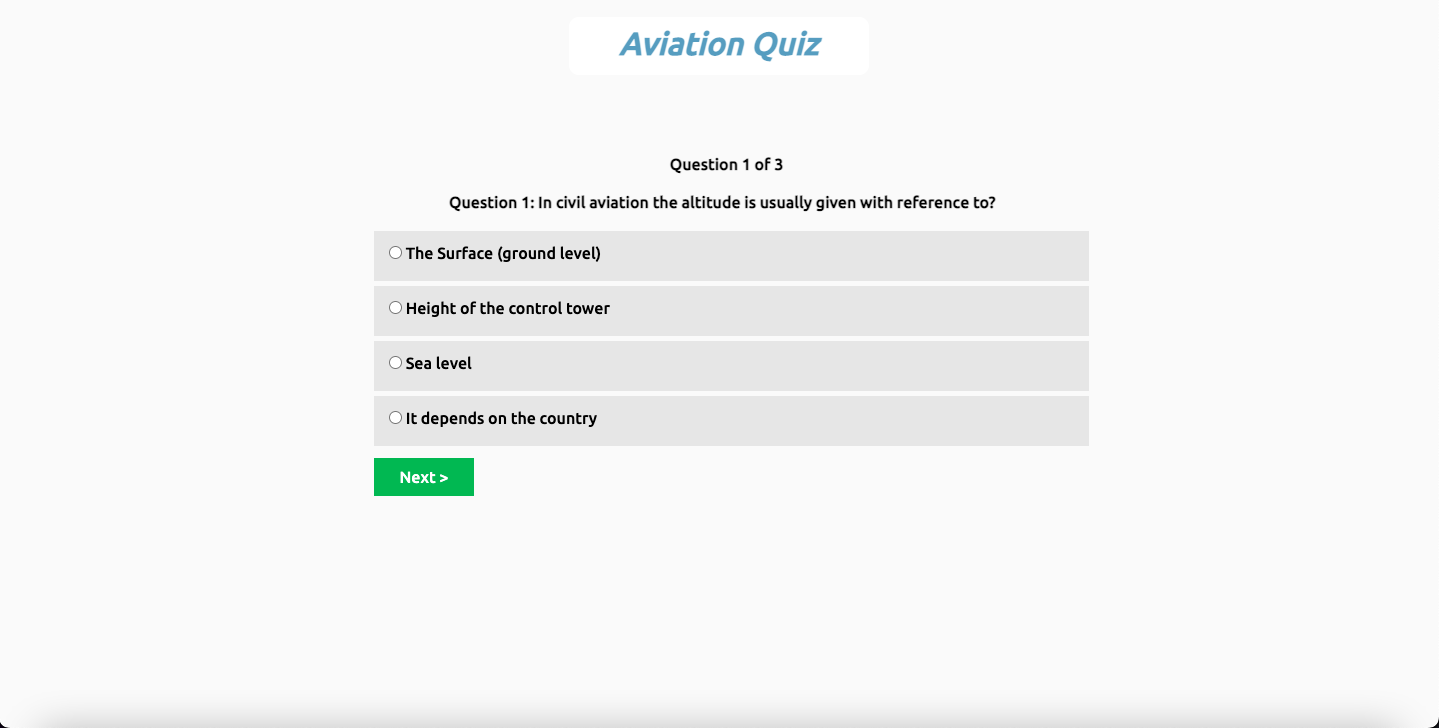 Aviation Quiz
Question 1 of 3
Question 1: In civil aviation the altitude is usually given with reference to?
The Surface (ground level)
Height of the control tower
Sea level
It depends on the country
Next >